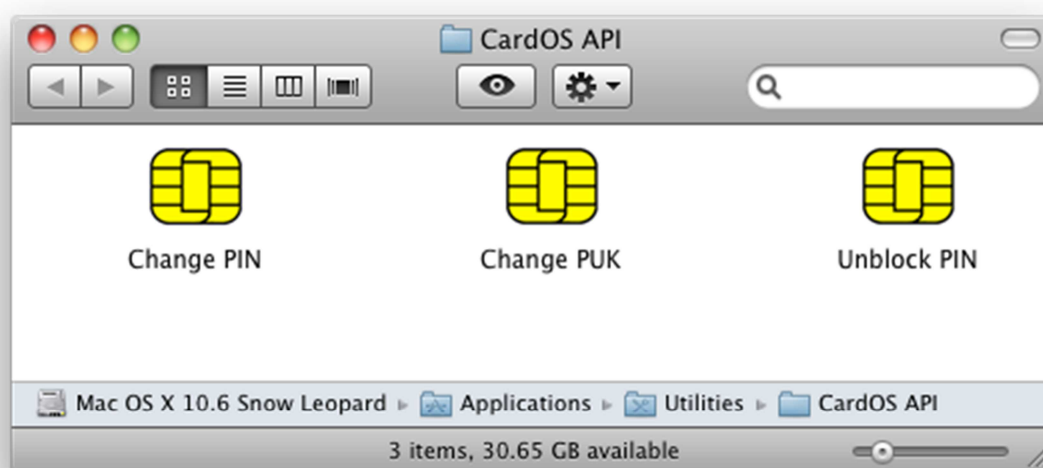 CardOS API
Change PIN Change PUK Unblock PIN
Mac OS X 10.6 Snow Leopard Applications Utilities CardOS API
3 items, 30.65 GB available